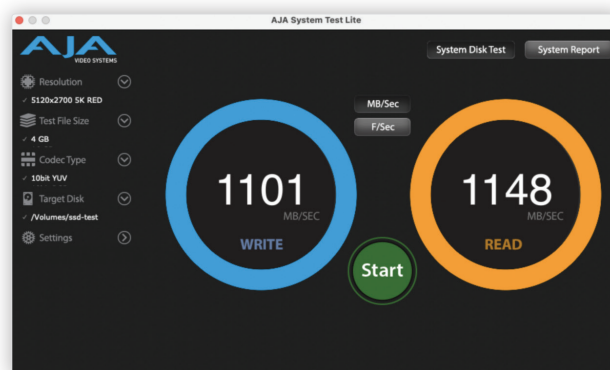 AJA System Test Lite
AJA
VIDEO SYSTEMS
System Disk Test
System Report
Resolution
✓ 5120x2700 5K RED
Test File Size
✓ 4 GB
Codec Type
✓ 10bit YUV
Target Disk
✓ /Volumes/ssd-test
Settings
MB/Sec
F/Sec
1101
MB/SEC
WRITE
1148
MB/SEC
READ
Start